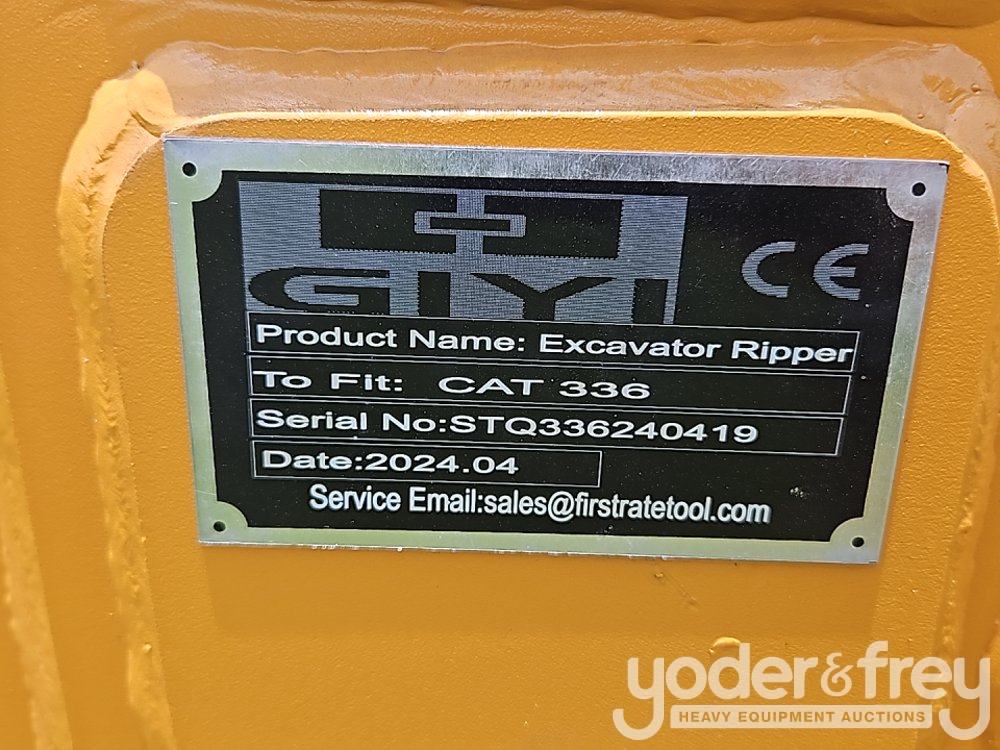 GIYI
CE
Product Name: Excavator Ripper
To Fit: CAT 336
Serial No:STQ336240419
Date:2024.04
Service Email:sales@firstratetool.com
yoder&frey
HEAVY EQUIPMENT AUCTIONS